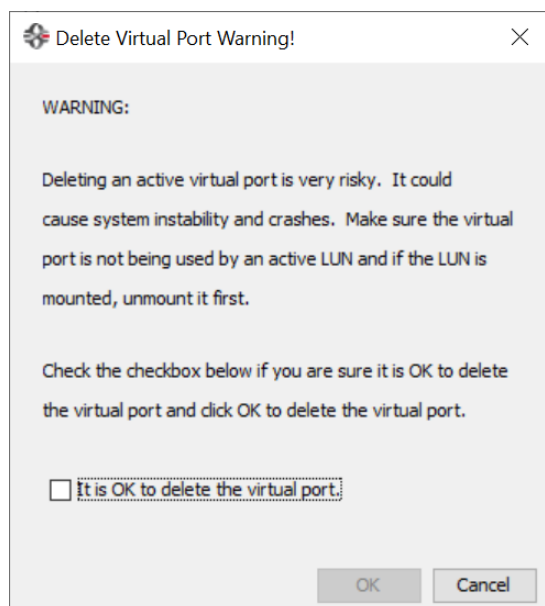 Delete Virtual Port Warning!
WARNING:
Deleting an active virtual port is very risky.  It could
cause system instability and crashes.  Make sure the virtual
port is not being used by an active LUN and if the LUN is
mounted, unmount it first.
Check the checkbox below if you are sure it is OK to delete
the virtual port and click OK to delete the virtual port.
It is OK to delete the virtual port.
OK Cancel